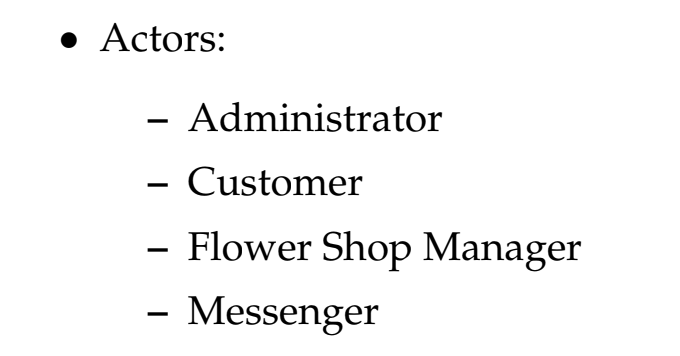 • Actors:
– Administrator
– Customer
– Flower Shop Manager
– Messenger